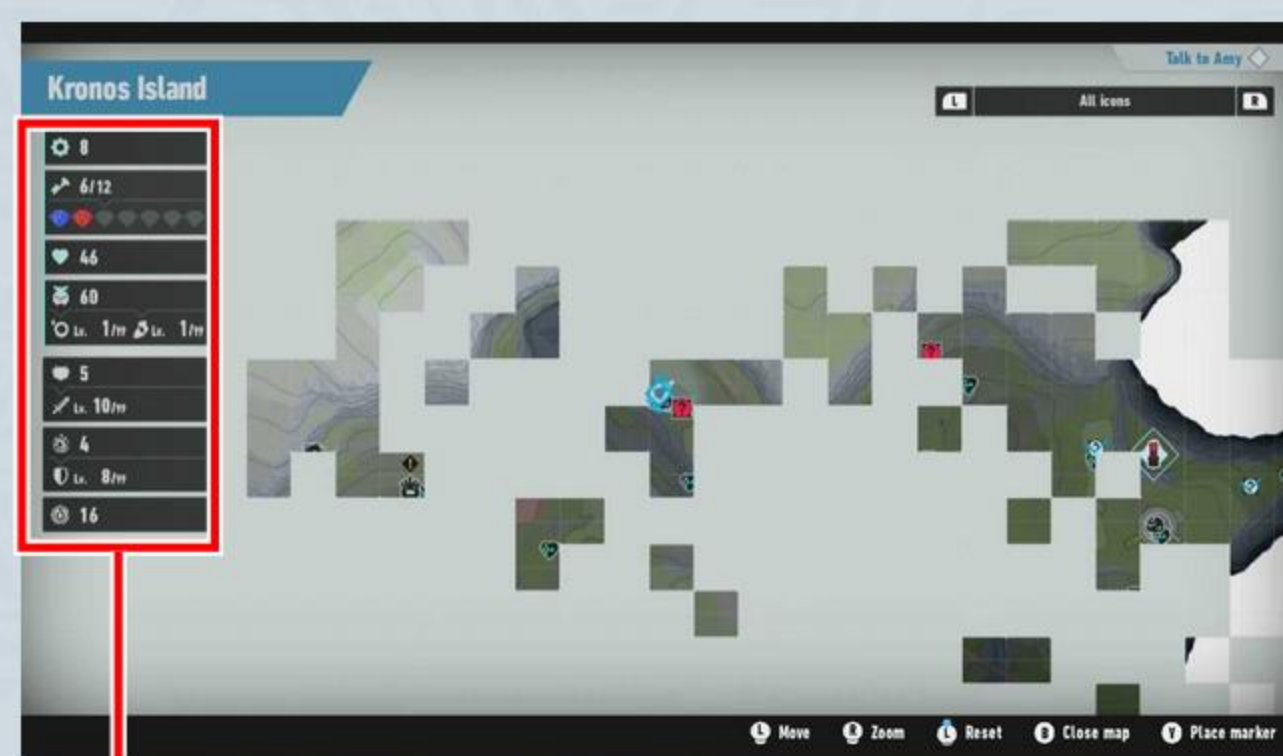 Talk to Amy
Kronos Island
L All icons R
8
6/12
46
60
Lv. 1/99 Lv. 1/99
5
Lv. 10/99
4
Lv. 8/99
16
L Move R Zoom L Reset B Close map Y Place marker